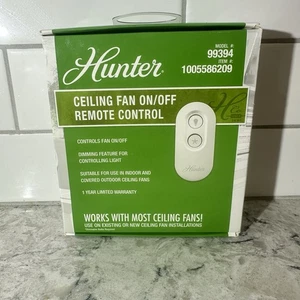 MODEL #:
99394
ITEM #:
1005586209
Hunter
CEILING FAN ON/OFF
REMOTE CONTROL
CONTROLS FAN ON/OFF
DIMMING FEATURE FOR
CONTROLLING LIGHT
SUITABLE FOR USE IN INDOOR AND
COVERED OUTDOOR CEILING FANS
1 YEAR LIMITED WARRANTY
Hunter
WORKS WITH MOST CEILING FANS!
USE ON EXISTING OR NEW CEILING FAN INSTALLATIONS